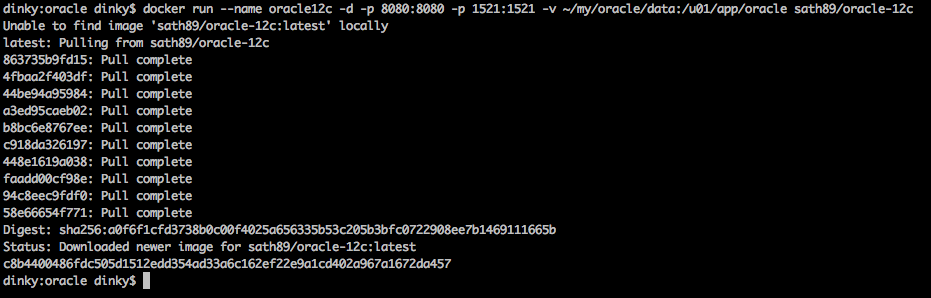 dinky:oracle dinky$ docker run --name oracle12c -d -p 8080:8080 -p 1521:1521 -v ~/my/oracle/data:/u01/app/oracle sath89/oracle-12c
Unable to find image 'sath89/oracle-12c:latest' locally
latest: Pulling from sath89/oracle-12c
863735b9fd15: Pull complete
4fbaa2f403df: Pull complete
44be94a95984: Pull complete
a3ed95caeb02: Pull complete
b8bc6e8767ee: Pull complete
c918da326197: Pull complete
448e1619a038: Pull complete
faadd00cf98e: Pull complete
94c8eec9fdf0: Pull complete
58e66654f771: Pull complete
Digest: sha256:a0f6f1cfd3738b0c00f4025a656335b53c205b3bfc0722908ee7b1469111665b
Status: Downloaded newer image for sath89/oracle-12c:latest
c8b4400486fdc505d1512edd354ad33a6c162ef22e9a1cd402a967a1672da457
dinky:oracle dinky$